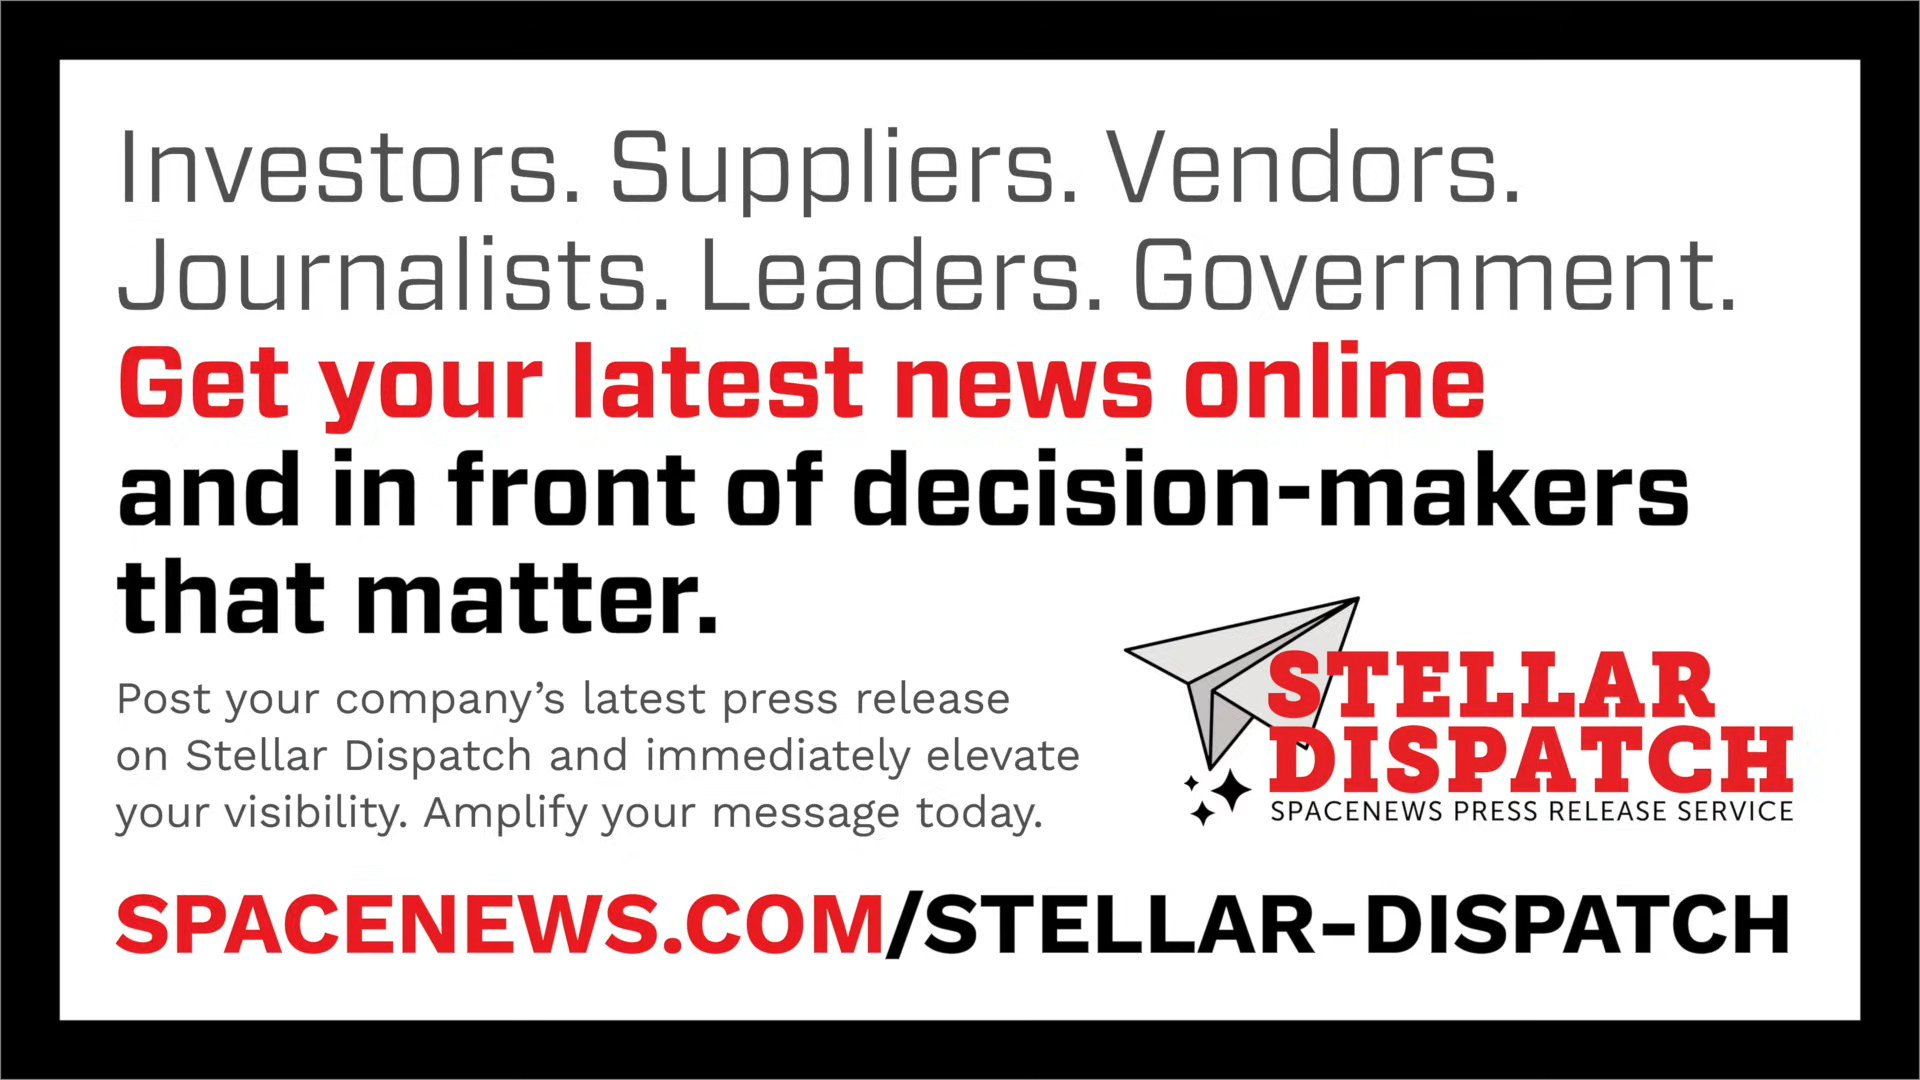 Investors. Suppliers. Vendors.
Journalists. Leaders. Government.
Get your latest news online
and in front of decision-makers
that matter.
Post your company’s latest press release
on Stellar Dispatch and immediately elevate
your visibility. Amplify your message today.
STELLAR
DISPATCH
SPACENEWS PRESS RELEASE SERVICE
SPACENEWS.COM/STELLAR-DISPATCH